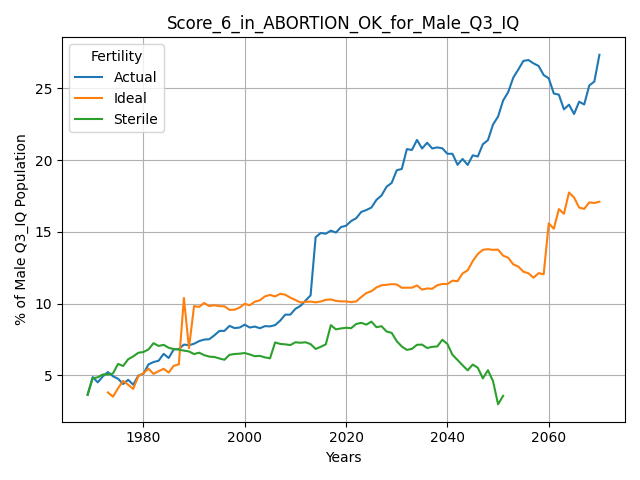 Score_6_in_ABORTION_OK_for_Male_Q3_IQ
Fertility
Actual
Ideal
Sterile
% of Male Q3_IQ Population
25
20
15
10
5
1980 2000 2020 2040 2060
Years